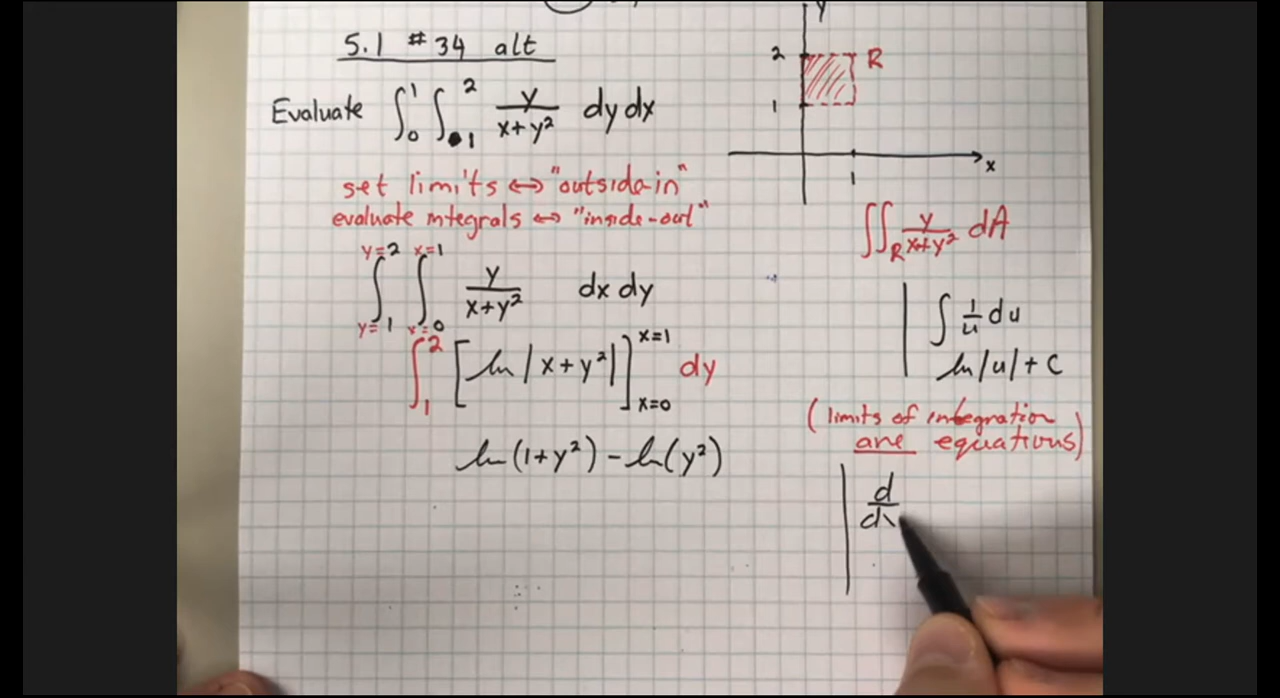 5.1 #34 alt
Evaluate ∫₀¹ ∫₁² y/(x+y²) dy dx
set limits ↔ "outside-in"
evaluate integrals ↔ "inside-out"
∫_{y=1}^{y=2} ∫_{x=0}^{x=1} y/(x+y²) dx dy
∫₁² [ln|x+y²|]_{x=0}^{x=1} dy
ln(1+y²) - ln(y²)
y
2
R
1
x
1
∬_R y/(x+y²) dA
∫ 1/u du
ln|u| + C
(limits of integration
are equations)
d/dx